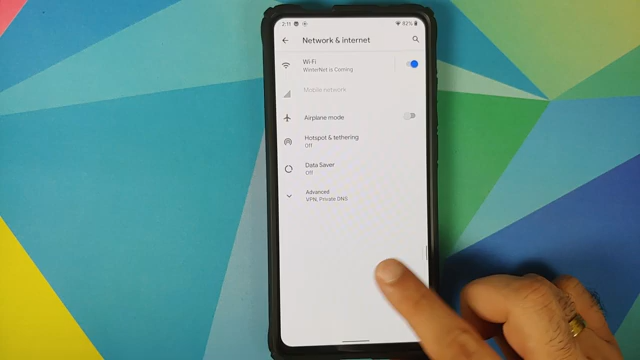 2:11
92%
Network & internet
Wi-Fi
WinterNet is Coming
Mobile network
Airplane mode
Hotspot & tethering
Off
Data Saver
Off
Advanced
VPN, Private DNS